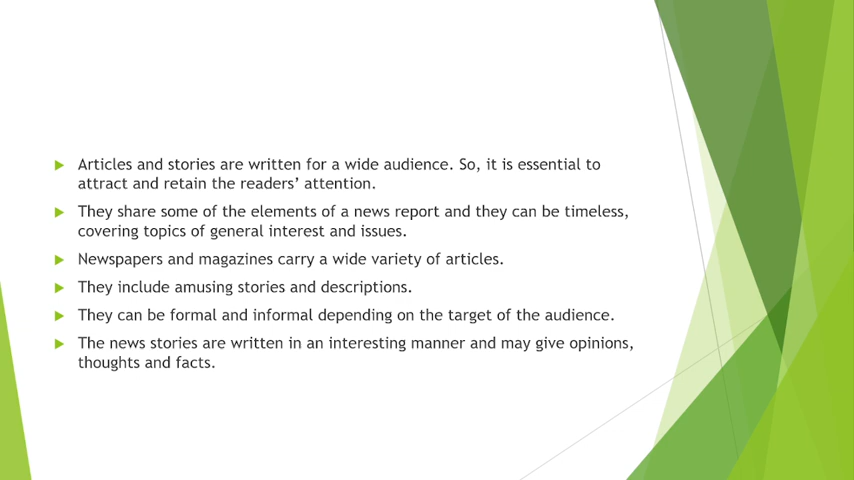 Articles and stories are written for a wide audience. So, it is essential to
attract and retain the readers’ attention.
They share some of the elements of a news report and they can be timeless,
covering topics of general interest and issues.
Newspapers and magazines carry a wide variety of articles.
They include amusing stories and descriptions.
They can be formal and informal depending on the target of the audience.
The news stories are written in an interesting manner and may give opinions,
thoughts and facts.